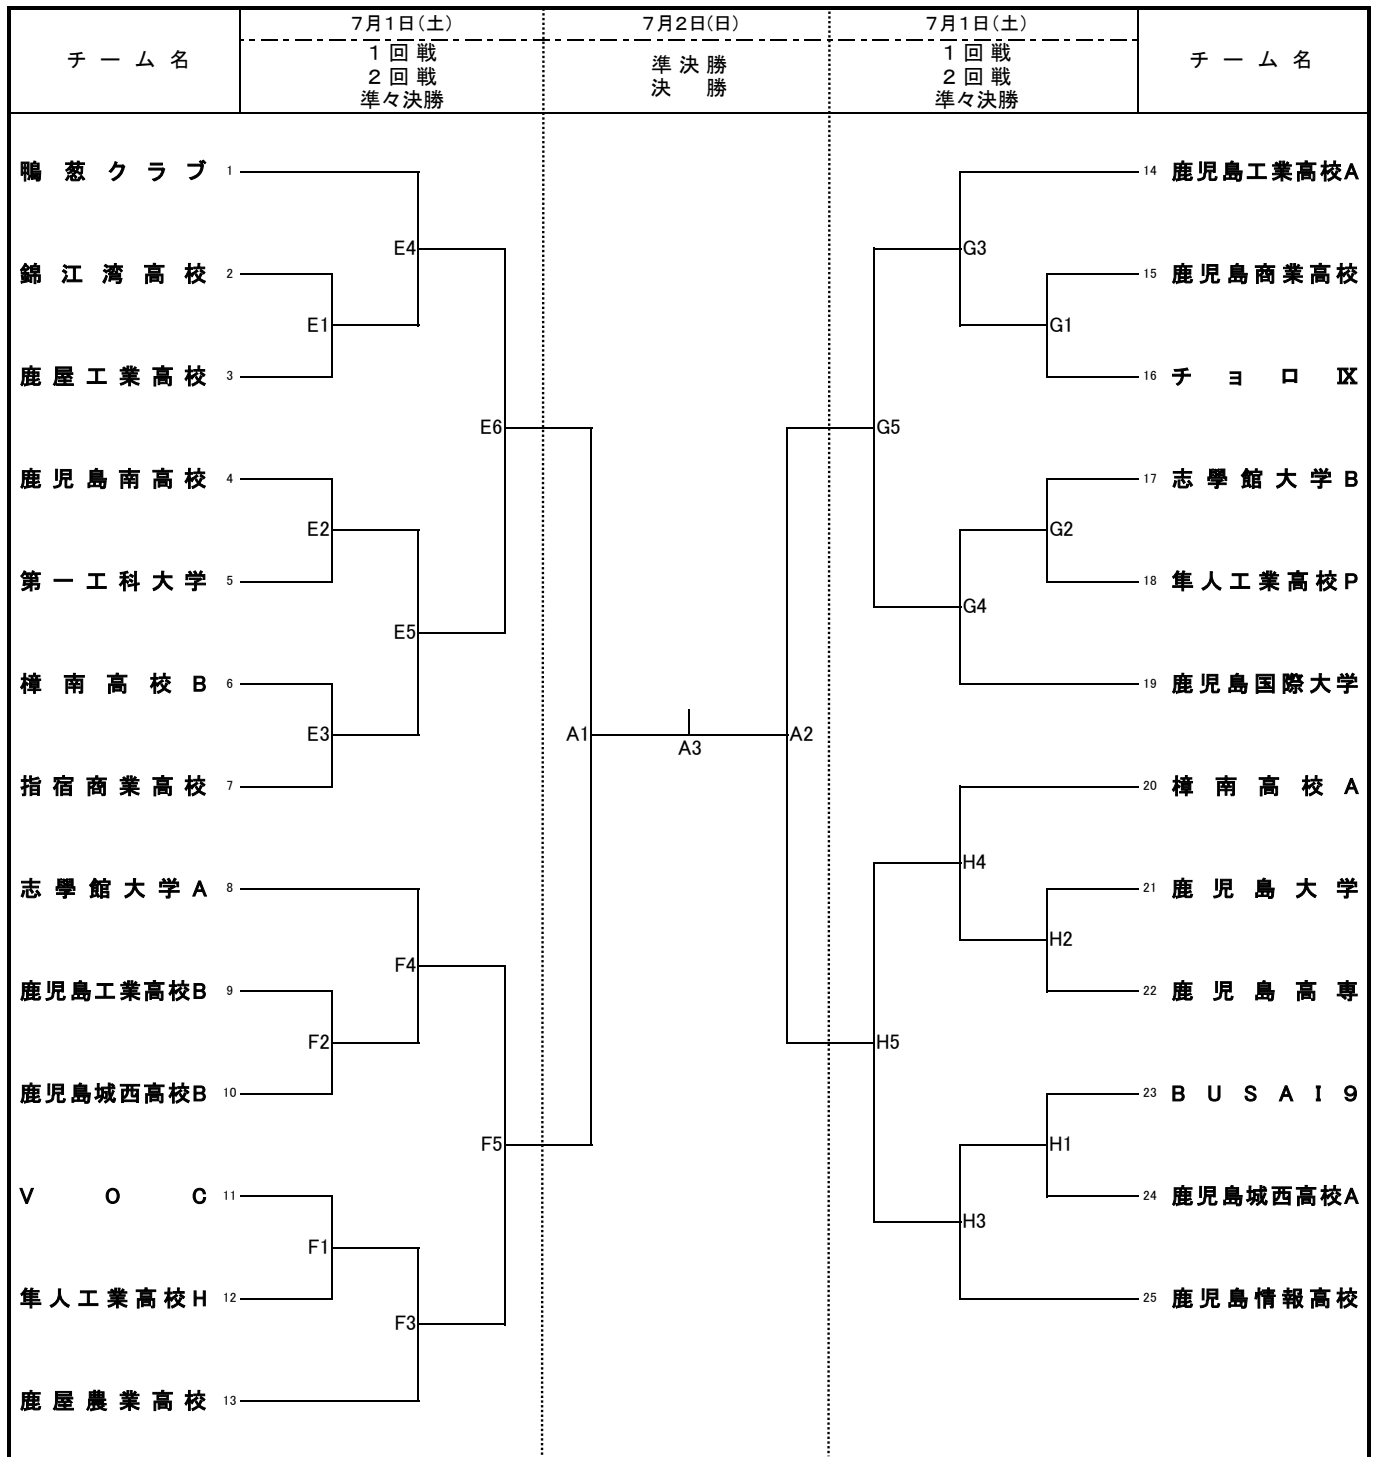 チーム名
7月1日(土)
1回戦
2回戦
準々決勝
7月2日(日)
準決勝
決勝
7月1日(土)
1回戦
2回戦
準々決勝
チーム名
鴨葱クラブ 1
錦江湾高校 2
鹿屋工業高校 3
鹿児島南高校 4
第一工科大学 5
樟南高校B 6
指宿商業高校 7
志學館大学A 8
鹿児島工業高校B 9
鹿児島城西高校B 10
VOC 11
隼人工業高校H 12
鹿屋農業高校 13
E4
E1
E6
E2
E5
E3
F4
F2
F5
F1
F3
A1
A3
A2
G3
G1
G5
G2
G4
H4
H2
H5
H1
H3
14 鹿児島工業高校A
15 鹿児島商業高校
16 チョロⅨ
17 志學館大学B
18 隼人工業高校P
19 鹿児島国際大学
20 樟南高校A
21 鹿児島大学
22 鹿児島高専
23 BUSAI9
24 鹿児島城西高校A
25 鹿児島情報高校